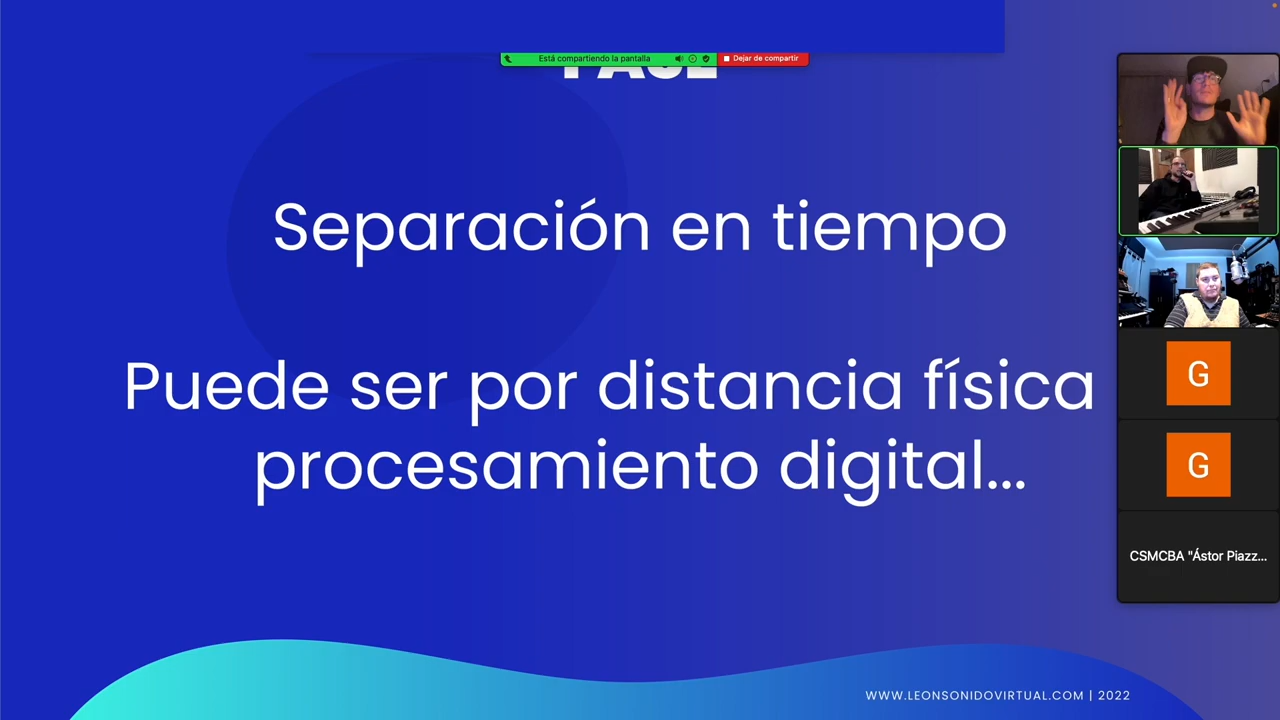 Está compartiendo la pantalla
Dejar de compartir
FASE
Separación en tiempo
Puede ser por distancia física
procesamiento digital...
G
G
CSMCBA "Ástor Piazz...
WWW.LEONSONIDOVIRTUAL.COM | 2022